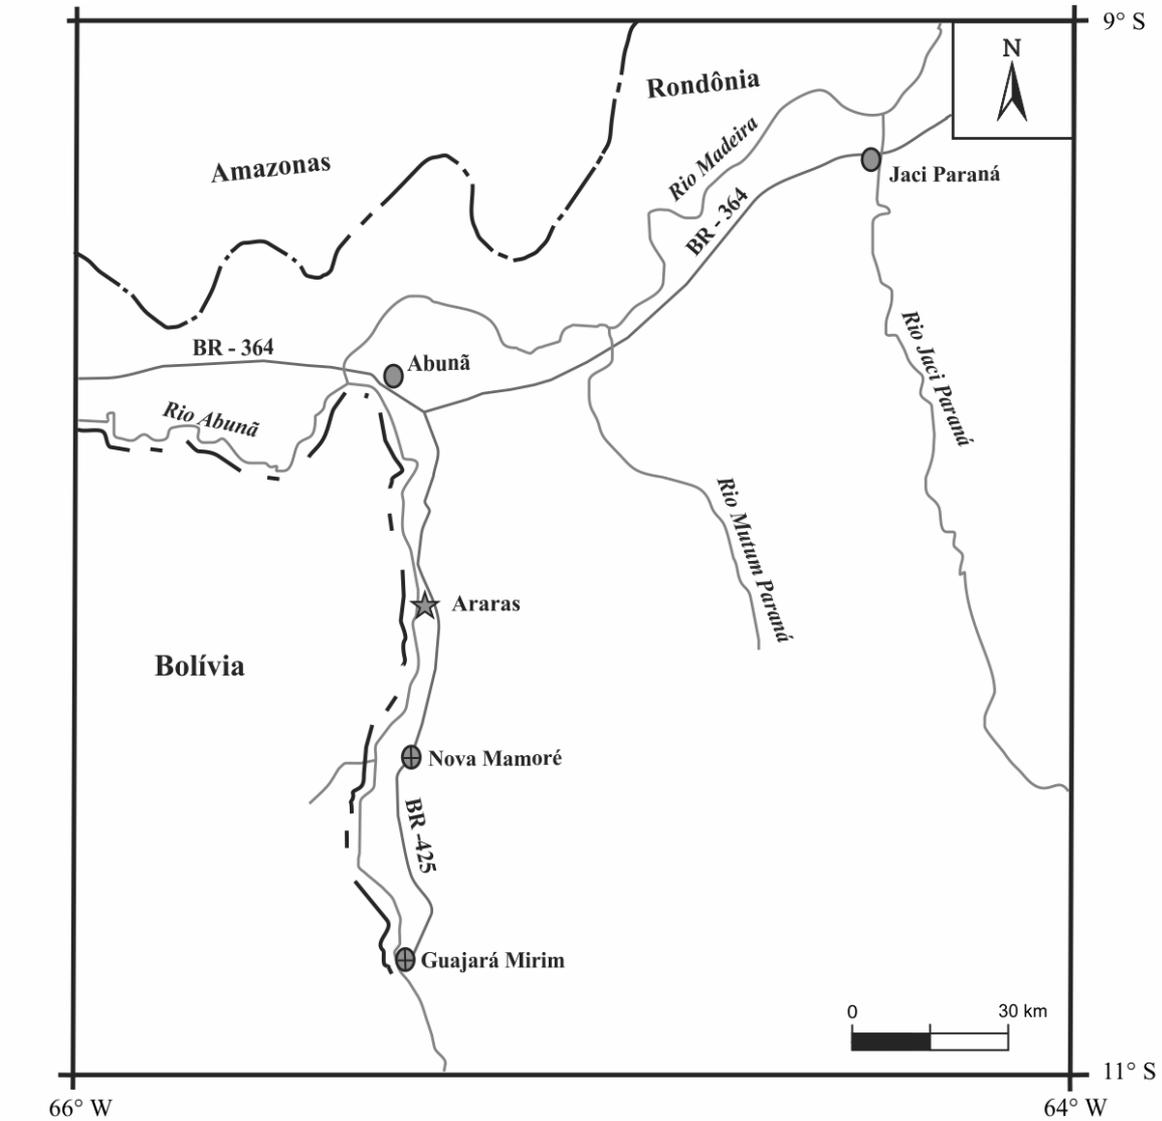 9° S
N
Rondônia
Amazonas
Rio Madeira
Jaci Paraná
BR - 364
BR - 364
Abunã
Rio Abunã
Rio Jaci Paraná
Rio Mutum Paraná
Araras
Bolívia
Nova Mamoré
BR -425
Guajará Mirim
0 30 km
11° S
66° W
64° W